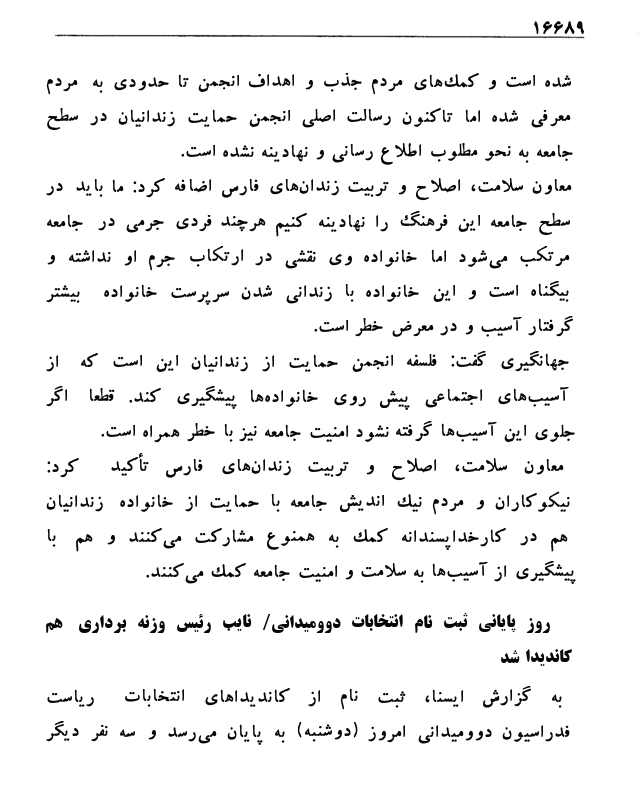 ۱۶۶۸۹
شده است و کمك‌های مردم جذب و اهداف انجمن تا حدودی به مردم
معرفی شده اما تاکنون رسالت اصلی انجمن حمایت زندانیان در سطح
جامعه به نحو مطلوب اطلاع رسانی و نهادینه نشده است.
معاون سلامت، اصلاح و تربیت زندان‌های فارس اضافه کرد: ما باید در
سطح جامعه این فرهنگ را نهادینه کنیم هرچند فردی جرمی در جامعه
مرتکب می‌شود اما خانواده وی نقشی در ارتکاب جرم او نداشته و
بیگناه است و این خانواده با زندانی شدن سرپرست خانواده بیشتر
گرفتار آسیب و در معرض خطر است.
جهانگیری گفت: فلسفه انجمن حمایت از زندانیان این است که از
آسیب‌های اجتماعی پیش روی خانواده‌ها پیشگیری کند. قطعا اگر
جلوی این آسیب‌ها گرفته نشود امنیت جامعه نیز با خطر همراه است.
معاون سلامت، اصلاح و تربیت زندان‌های فارس تأکید کرد:
نیکوکاران و مردم نیك اندیش جامعه با حمایت از خانواده زندانیان
هم در کارخداپسندانه کمك به همنوع مشارکت می‌کنند و هم با
پیشگیری از آسیب‌ها به سلامت و امنیت جامعه کمك می‌کنند.
روز پایانی ثبت نام انتخابات دوومیدانی/ نایب رئیس وزنه برداری هم
کاندیدا شد
به گزارش ایسنا، ثبت نام از کاندیداهای انتخابات ریاست
فدراسیون دوومیدانی امروز (دوشنبه) به پایان می‌رسد و سه نفر دیگر